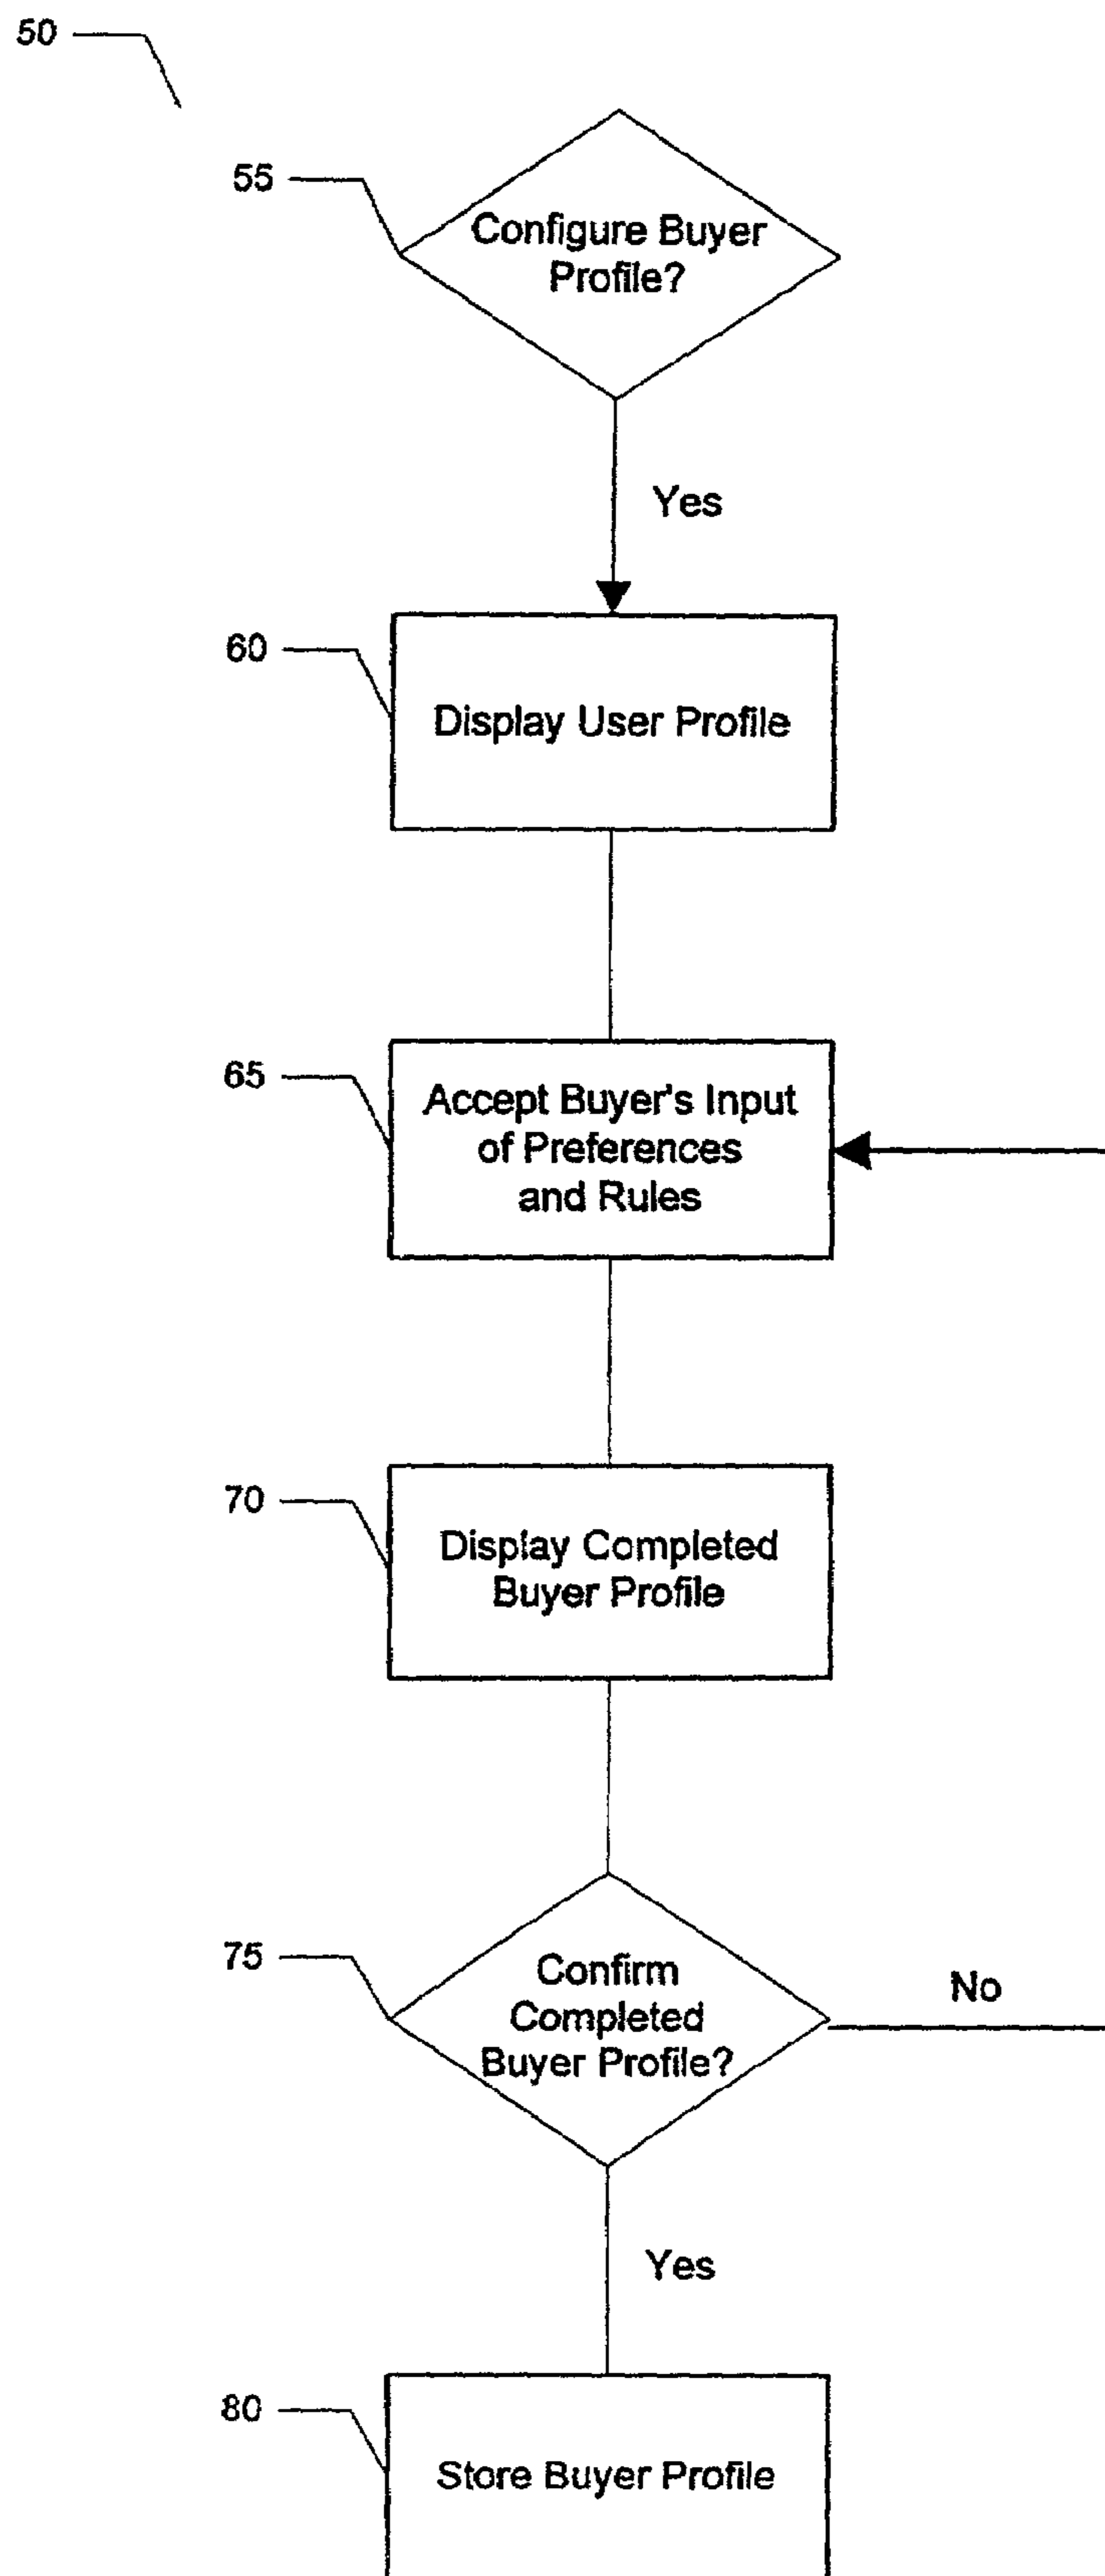 50
55
Configure Buyer
Profile?
Yes
60
Display User Profile
65
Accept Buyer's Input
of Preferences
and Rules
70
Display Completed
Buyer Profile
75
Confirm
Completed
Buyer Profile?
No
Yes
80
Store Buyer Profile